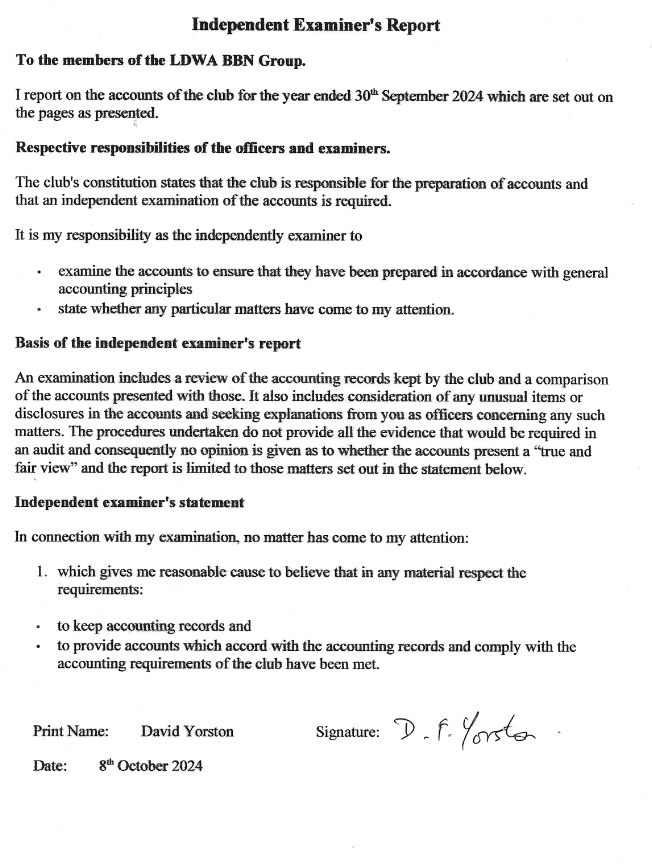 Independent Examiner's Report
To the members of the LDWA BBN Group.
I report on the accounts of the club for the year ended 30th September 2024 which are set out on
the pages as presented.
Respective responsibilities of the officers and examiners.
The club's constitution states that the club is responsible for the preparation of accounts and
that an independent examination of the accounts is required.
It is my responsibility as the independently examiner to
• examine the accounts to ensure that they have been prepared in accordance with general
accounting principles
• state whether any particular matters have come to my attention.
Basis of the independent examiner's report
An examination includes a review of the accounting records kept by the club and a comparison
of the accounts presented with those. It also includes consideration of any unusual items or
disclosures in the accounts and seeking explanations from you as officers concerning any such
matters. The procedures undertaken do not provide all the evidence that would be required in
an audit and consequently no opinion is given as to whether the accounts present a “true and
fair view” and the report is limited to those matters set out in the statement below.
Independent examiner's statement
In connection with my examination, no matter has come to my attention:
1. which gives me reasonable cause to believe that in any material respect the
requirements:
• to keep accounting records and
• to provide accounts which accord with the accounting records and comply with the
accounting requirements of the club have been met.
Print Name: David Yorston Signature: D. F. Yorston
Date: 8th October 2024